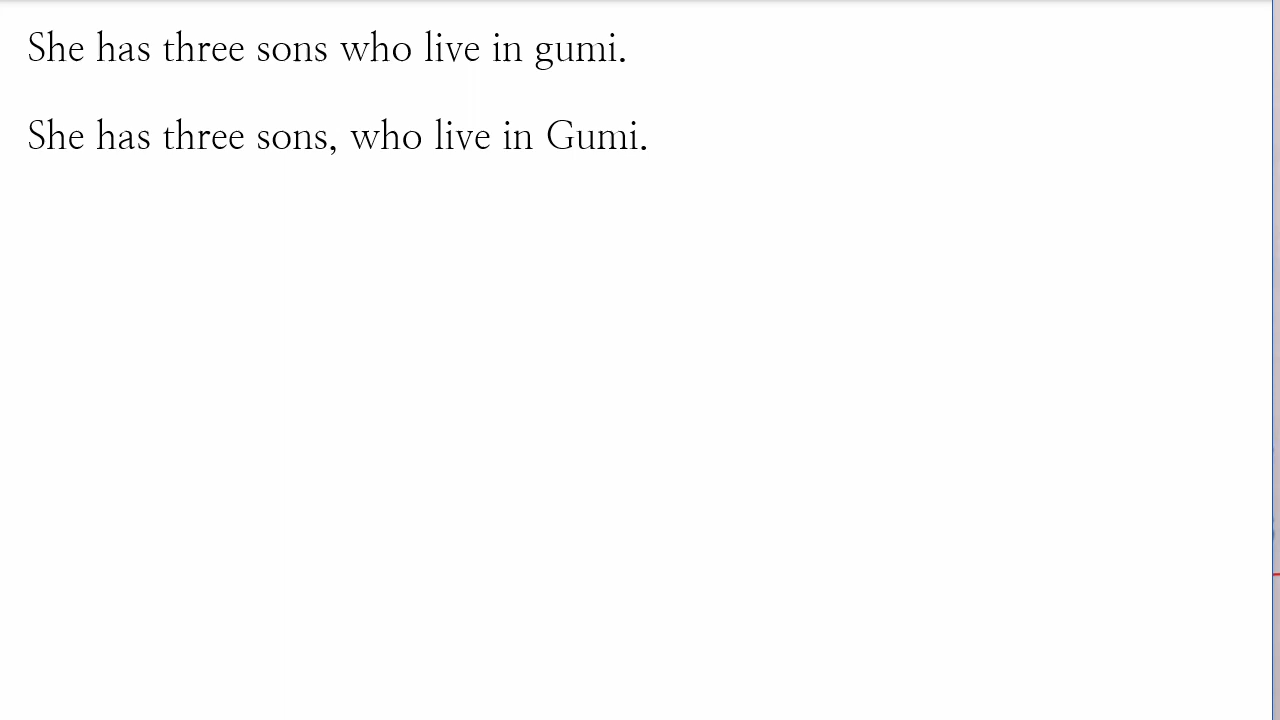 She has three sons who live in gumi.
She has three sons, who live in Gumi.